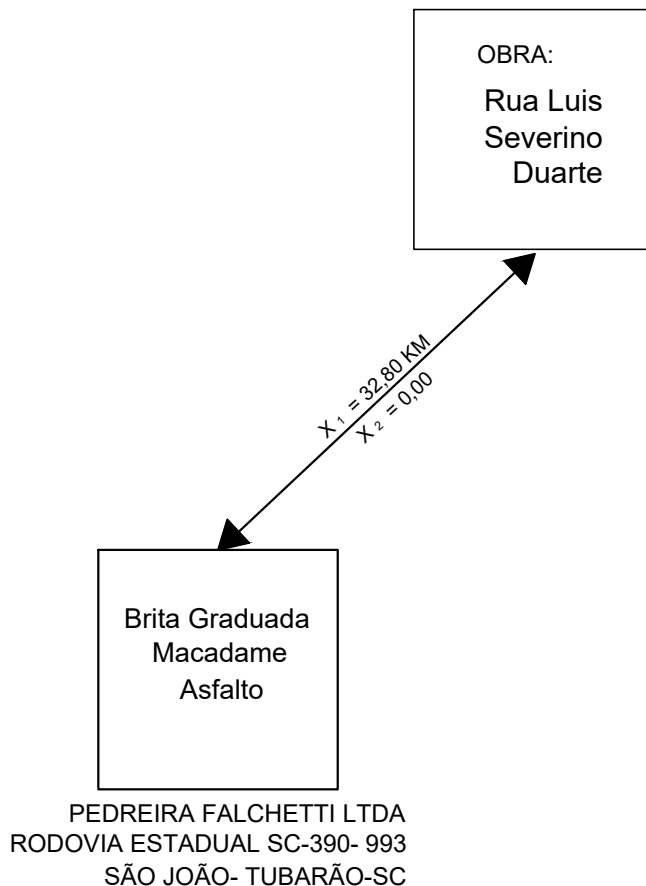 OBRA:
Rua Luis
Severino
Duarte
X₁ = 32,80 KM
X₂ = 0,00
Brita Graduada
Macadame
Asfalto
PEDREIRA FALCHETTI LTDA
RODOVIA ESTADUAL SC-390- 993
SÃO JOÃO- TUBARÃO-SC